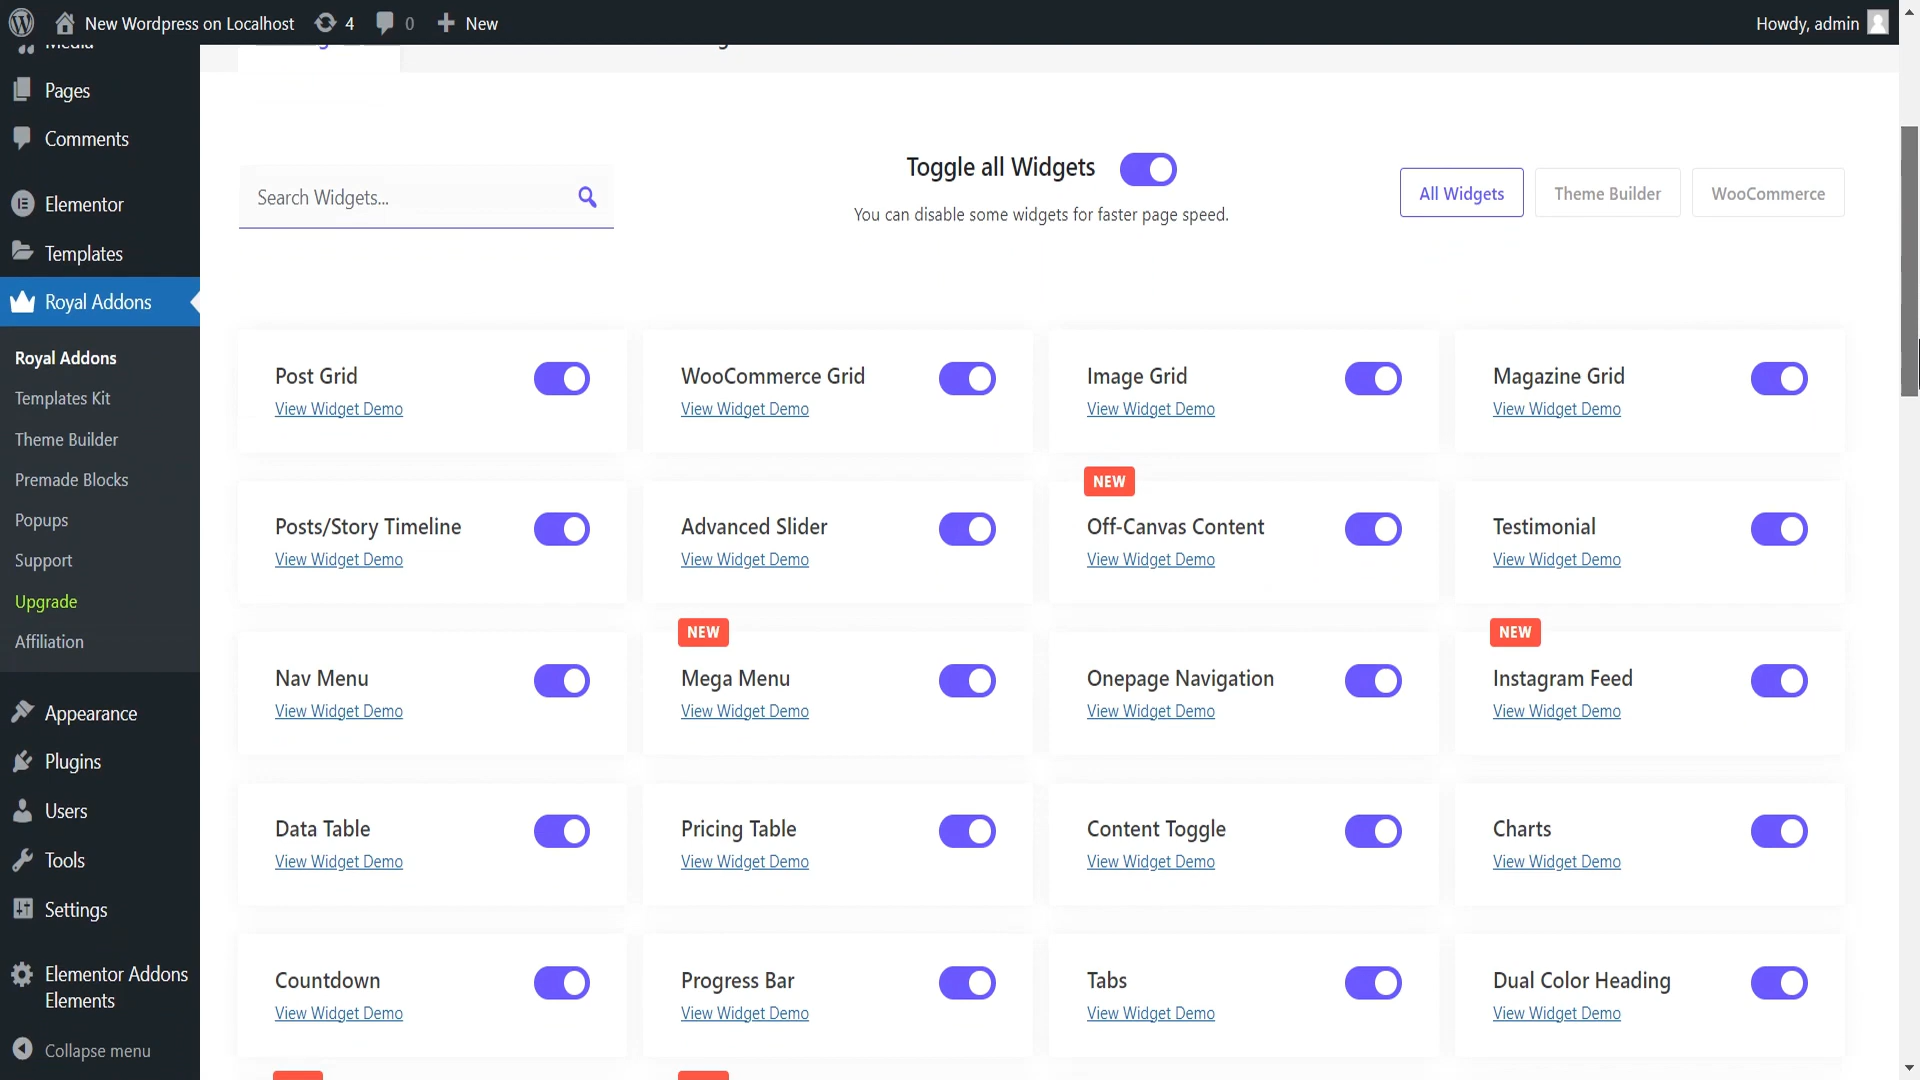 New Wordpress on Localhost 4 0 New Howdy, admin
Media
Pages
Comments
Elementor
Templates
Royal Addons
Royal Addons
Templates Kit
Theme Builder
Premade Blocks
Popups
Support
Upgrade
Affiliation
Appearance
Plugins
Users
Tools
Settings
Elementor Addons
Elements
Collapse menu
Search Widgets...
Toggle all Widgets
You can disable some widgets for faster page speed.
All Widgets Theme Builder WooCommerce
Post Grid WooCommerce Grid Image Grid Magazine Grid
View Widget Demo View Widget Demo View Widget Demo View Widget Demo
NEW
Posts/Story Timeline Advanced Slider Off-Canvas Content Testimonial
View Widget Demo View Widget Demo View Widget Demo View Widget Demo
NEW NEW
Nav Menu Mega Menu Onepage Navigation Instagram Feed
View Widget Demo View Widget Demo View Widget Demo View Widget Demo
Data Table Pricing Table Content Toggle Charts
View Widget Demo View Widget Demo View Widget Demo View Widget Demo
Countdown Progress Bar Tabs Dual Color Heading
View Widget Demo View Widget Demo View Widget Demo View Widget Demo